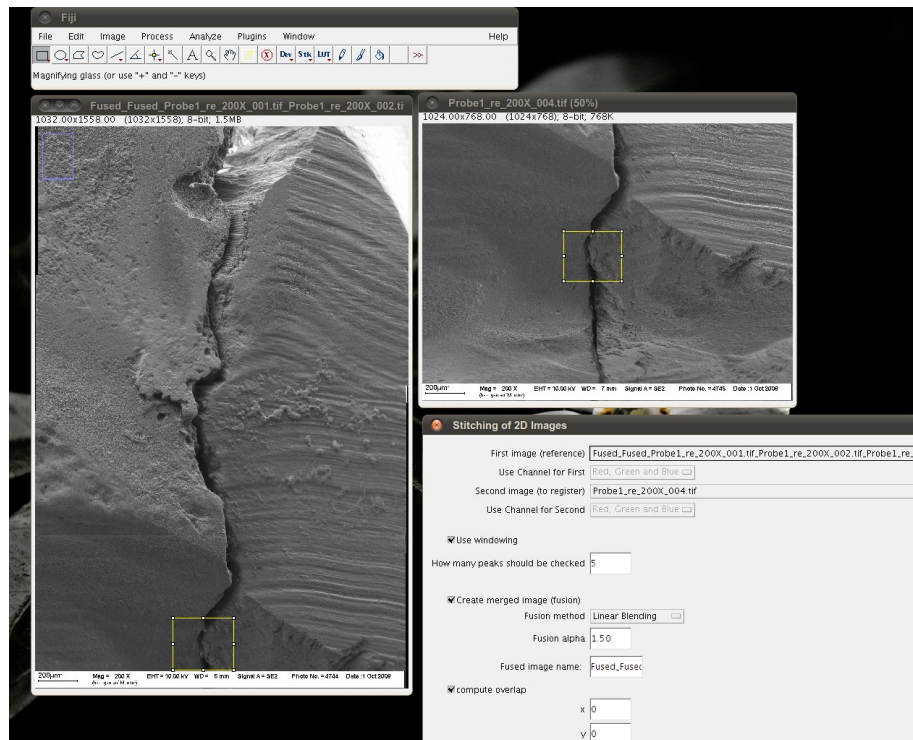 Fiji
File Edit Image Process Analyze Plugins Window Help
A Dev Stk LUT >>
Magnifying glass (or use "+" and "-" keys)
Fused_Fused_Probe1_re_200X_001.tif_Probe1_re_200X_002.ti
1032.00x1558.00 (1032x1558); 8-bit; 1.5MB
200µm
Mag = 200 X EHT = 10.00 kV WD = 6 mm Signal A = SE2 Photo No. = 4744 Date :1 Oct 2009
Probe1_re_200X_004.tif (50%)
1024.00x768.00 (1024x768); 8-bit; 768K
200µm
Mag = 200 X EHT = 10.00 kV WD = 7 mm Signal A = SE2 Photo No. = 4745 Date :1 Oct 2009
Stitching of 2D Images
First image (reference) Fused_Fused_Probe1_re_200X_001.tif_Probe1_re_200X_002.tif_Probe1_re_
Use Channel for First Red, Green and Blue
Second image (to register) Probe1_re_200X_004.tif
Use Channel for Second Red, Green and Blue
Use windowing
How many peaks should be checked 5
Create merged image (fusion)
Fusion method Linear Blending
Fusion alpha 1.50
Fused image name: Fused_Fused
compute overlap
x 0
y 0